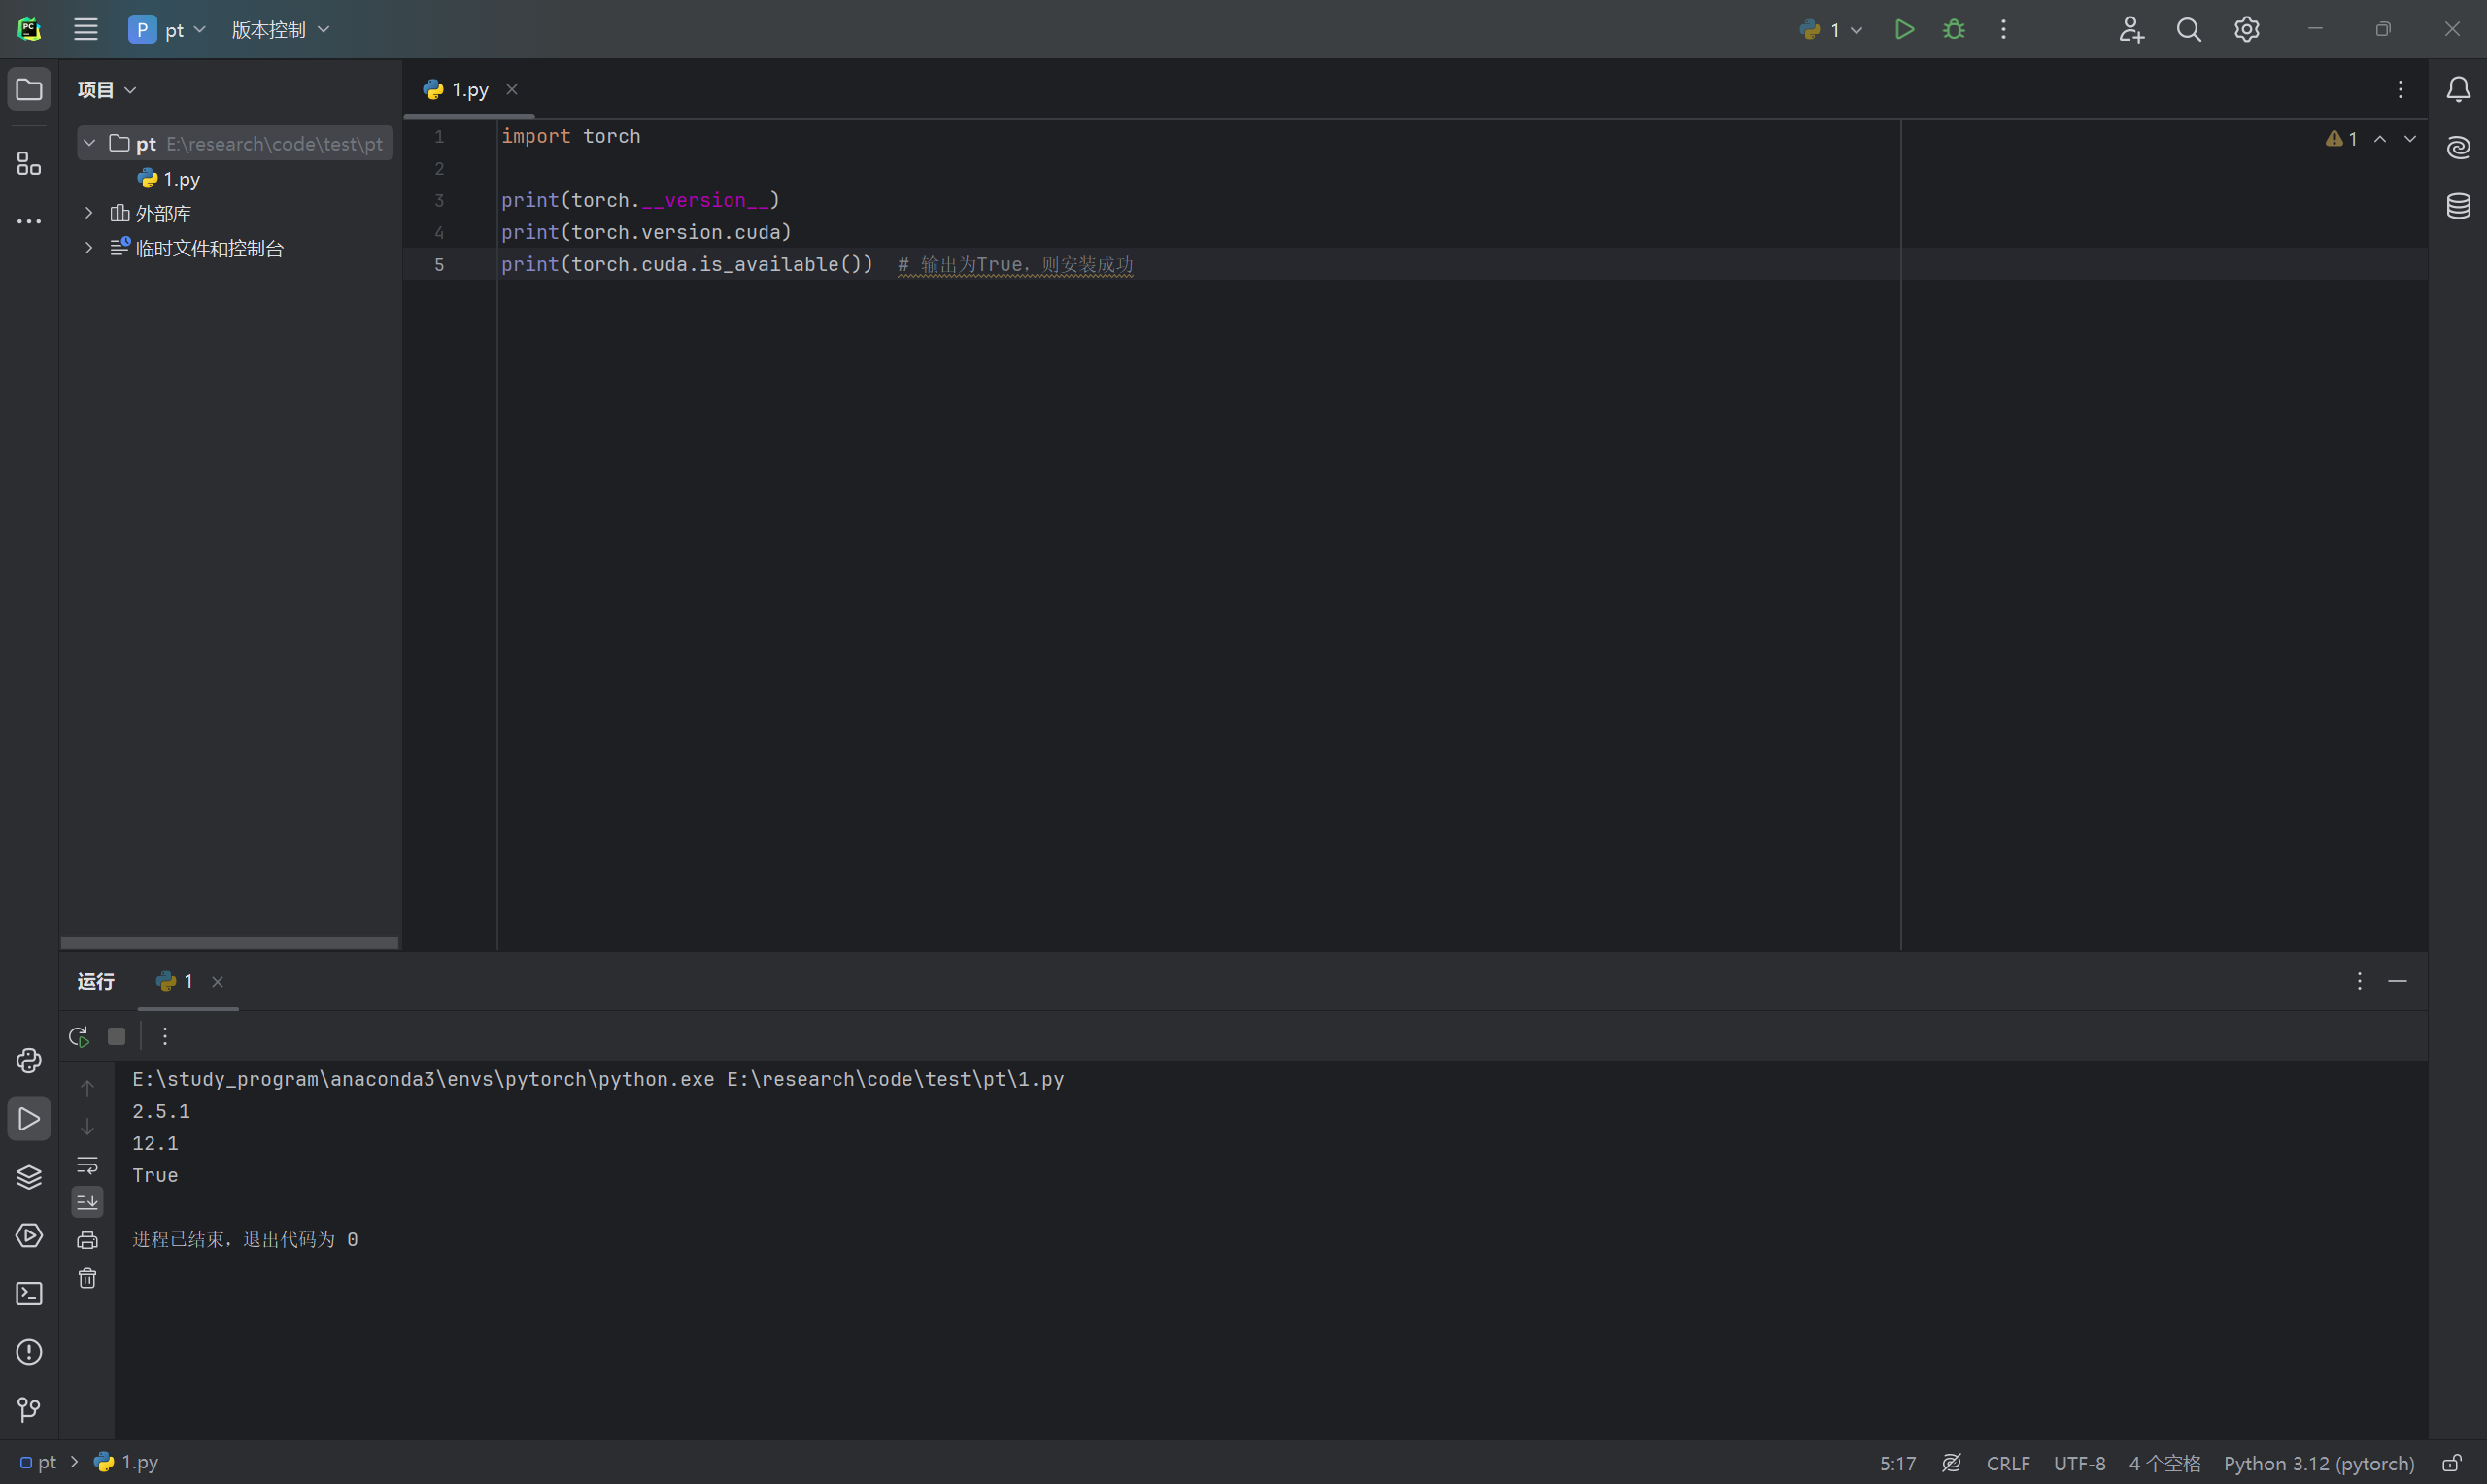 P pt 版本控制 1
项目
pt E:\research\code\test\pt
1.py
外部库
临时文件和控制台
1.py
1 import torch
2
3 print(torch.__version__)
4 print(torch.version.cuda)
5 print(torch.cuda.is_available()) # 输出为True，则安装成功
1
运行 1
E:\study_program\anaconda3\envs\pytorch\python.exe E:\research\code\test\pt\1.py
2.5.1
12.1
True
进程已结束，退出代码为 0
pt 1.py 5:17 CRLF UTF-8 4 个空格 Python 3.12 (pytorch)